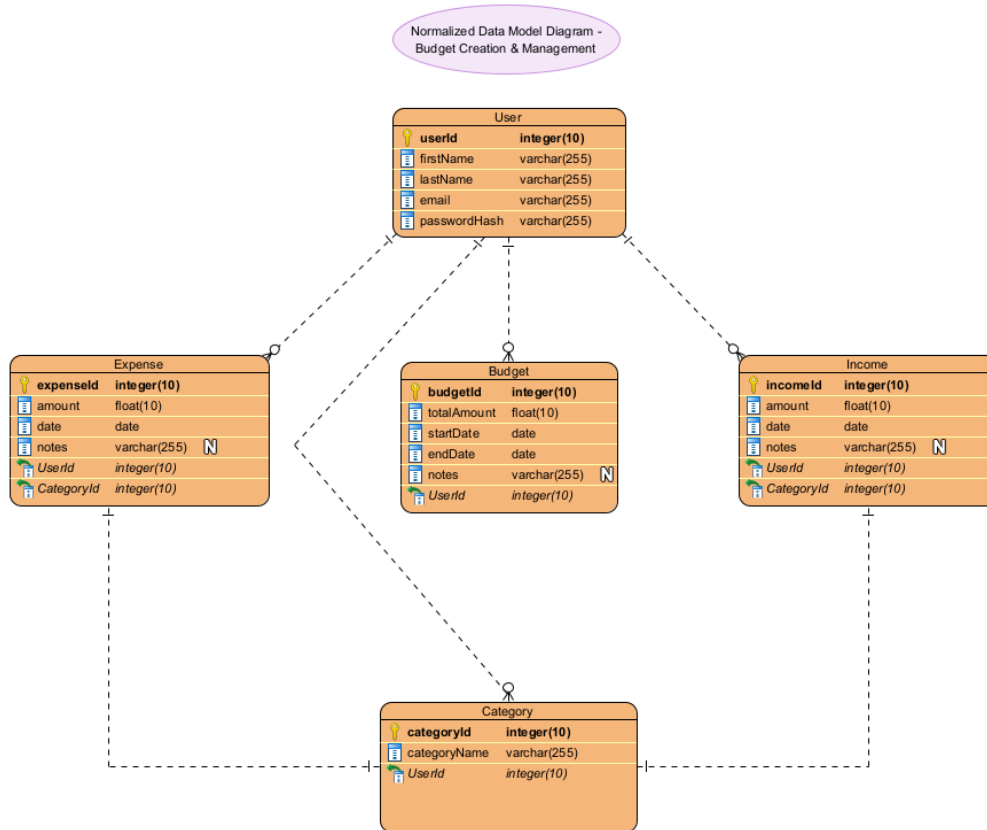 Normalized Data Model Diagram -
Budget Creation & Management
User
userId integer(10)
firstName varchar(255)
lastName varchar(255)
email varchar(255)
passwordHash varchar(255)
Expense
expenseId integer(10)
amount float(10)
date date
notes varchar(255) N
UserId integer(10)
CategoryId integer(10)
Budget
budgetId integer(10)
totalAmount float(10)
startDate date
endDate date
notes varchar(255) N
UserId integer(10)
Income
incomeId integer(10)
amount float(10)
date date
notes varchar(255) N
UserId integer(10)
CategoryId integer(10)
Category
categoryId integer(10)
categoryName varchar(255)
UserId integer(10)